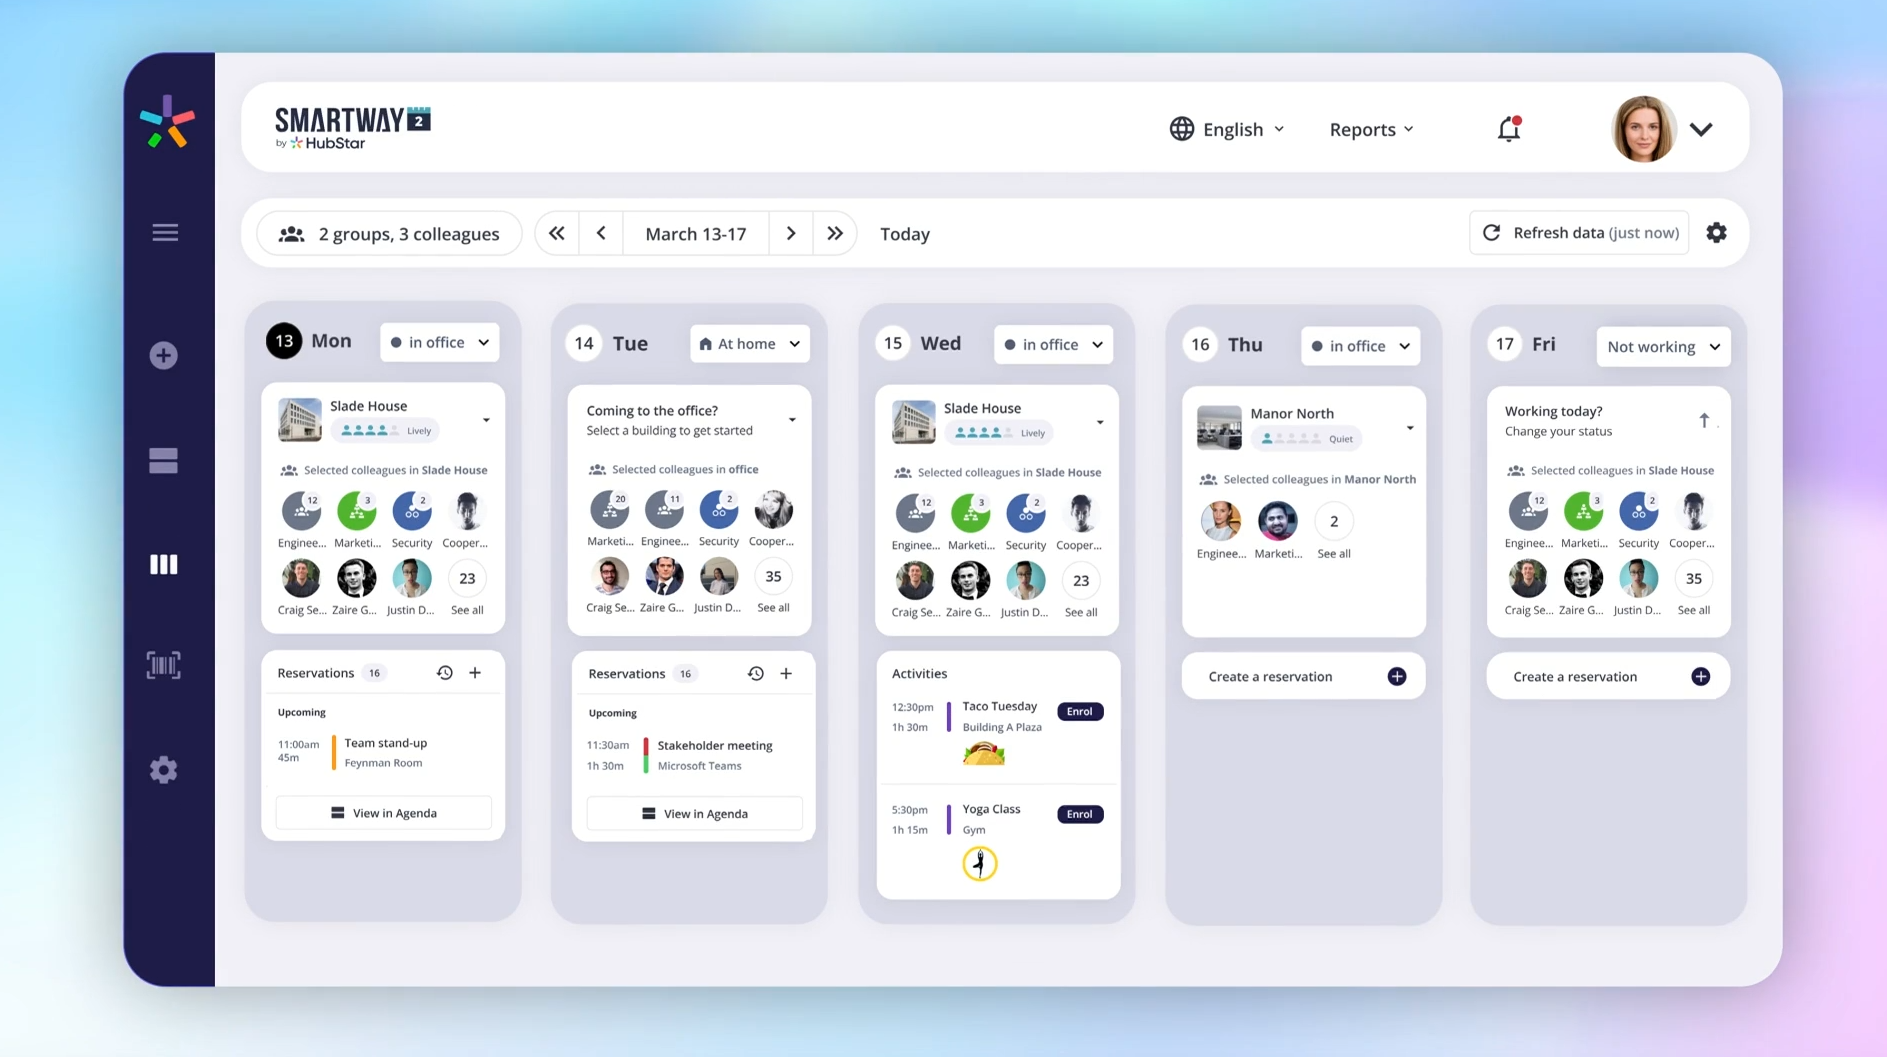 SMARTWAY 2
by HubStar
English
Reports
2 groups, 3 colleagues
March 13-17
Today
Refresh data (just now)
13 Mon
in office
Slade House
Lively
Selected colleagues in Slade House
12
3
2
Enginee...
Marketi...
Security
Cooper...
23
Craig Se...
Zaire G...
Justin D...
See all
Reservations 16
Upcoming
11:00am
Team stand-up
45m
Feynman Room
View in Agenda
14 Tue
At home
Coming to the office?
Select a building to get started
Selected colleagues in office
20
11
2
Marketi...
Enginee...
Security
Cooper...
35
Craig Se...
Zaire G...
Justin D...
See all
Reservations 16
Upcoming
11:30am
Stakeholder meeting
1h 30m
Microsoft Teams
View in Agenda
15 Wed
in office
Slade House
Lively
Selected colleagues in Slade House
12
3
2
Enginee...
Marketi...
Security
Cooper...
23
Craig Se...
Zaire G...
Justin D...
See all
Activities
12:30pm
Taco Tuesday
Enrol
1h 30m
Building A Plaza
5:30pm
Yoga Class
Enrol
1h 15m
Gym
16 Thu
in office
Manor North
Quiet
Selected colleagues in Manor North
2
Enginee...
Marketi...
See all
Create a reservation
17 Fri
Not working
Working today?
Change your status
Selected colleagues in Slade House
12
3
2
Enginee...
Marketi...
Security
Cooper...
35
Craig Se...
Zaire G...
Justin D...
See all
Create a reservation